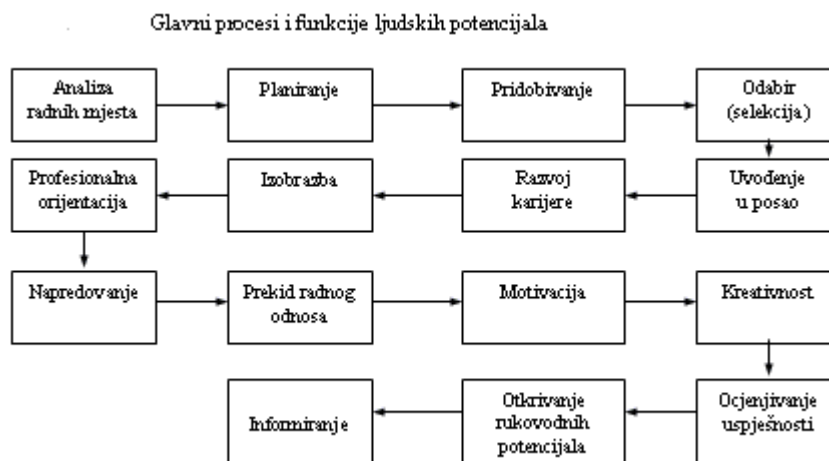 Glavni procesi i funkcije ljudskih potencijala
Analiza
radnih mjesta
Planiranje
Pridobivanje
Odabir
(selekcija)
Uvođenje
u posao
Razvoj
karijere
Izobrazba
Profesionalna
orijentacija
Napredovanje
Prekid radnog
odnosa
Motivacija
Kreativnost
Ocjenjivanje
uspješnosti
Otkrivanje
rukovodnih
potencijala
Informiranje